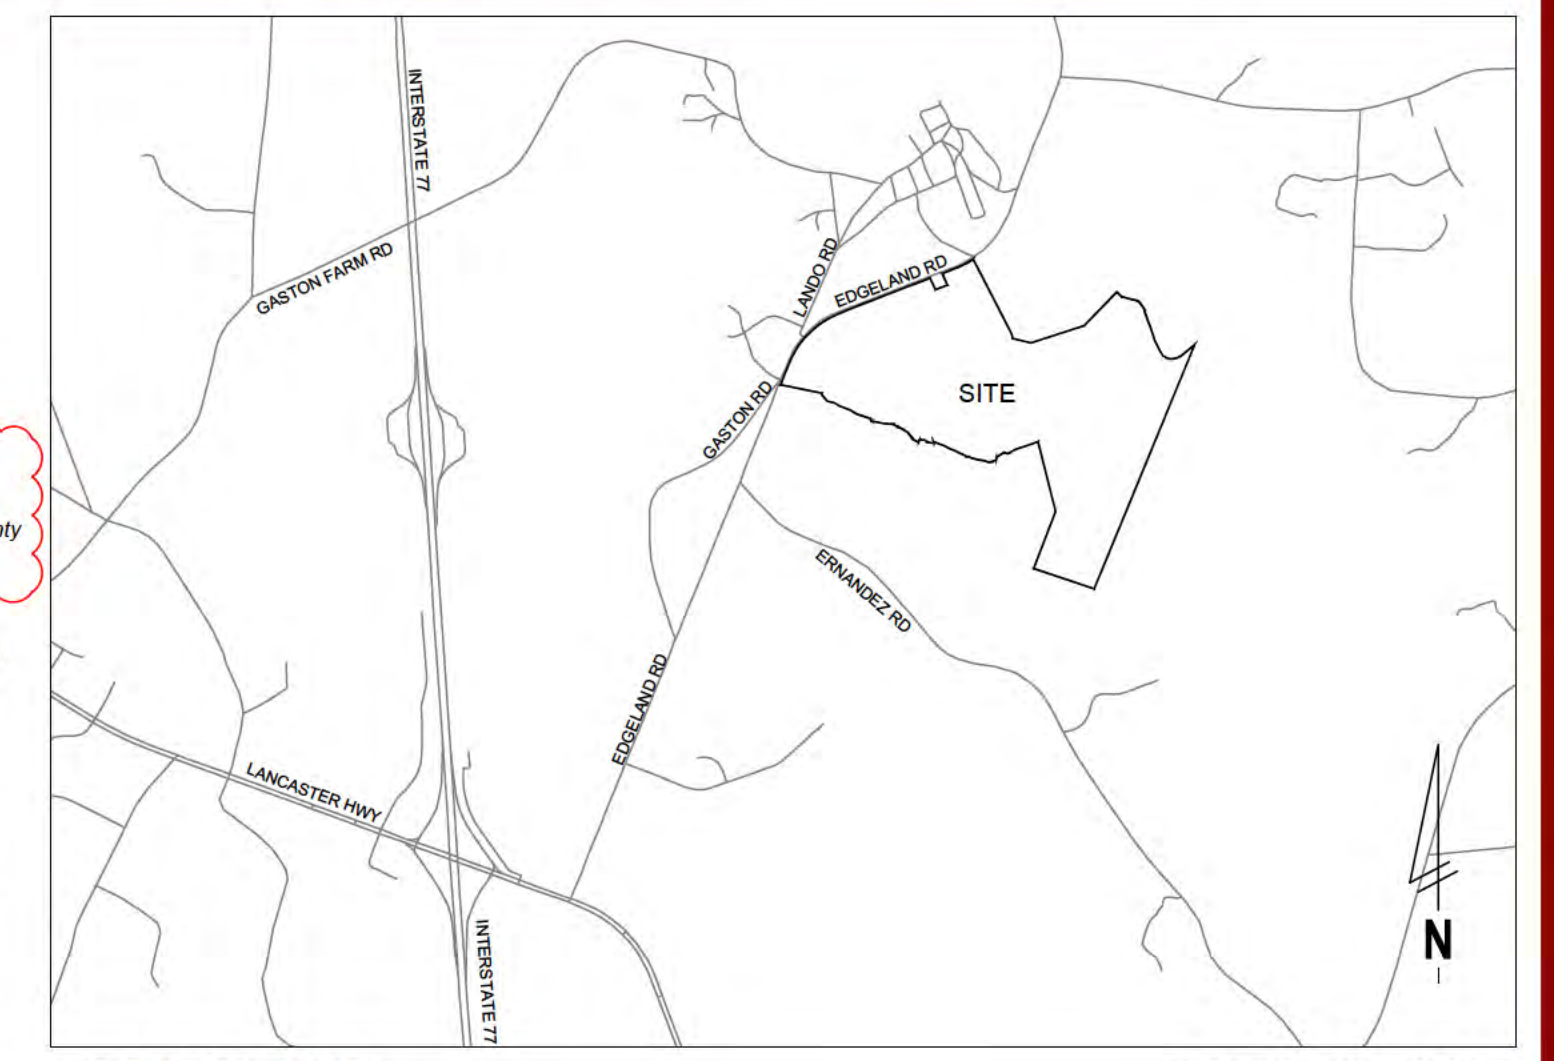 INTERSTATE 77
GASTON FARM RD
LANDO RD
EDGELAND RD
SITE
GASTON RD
nty
ERNANDEZ RD
EDGELAND RD
LANCASTER HWY
INTERSTATE 77
N